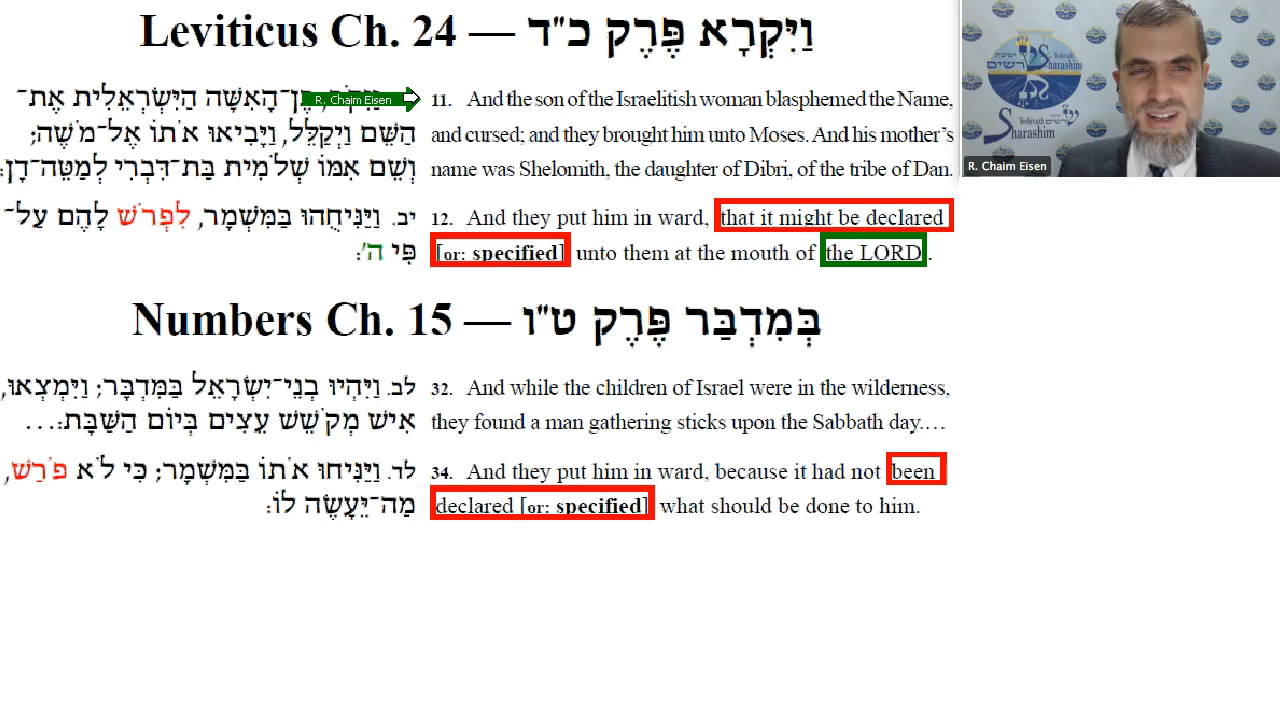 Leviticus Ch. 24 — וַיִּקְרָא פֶּרֶק כ"ד
בֶּן־הָאִשָּׁה הַיִּשְׂרְאֵלִית אֶת־
הַשֵּׁם וַיְקַלֵּל, וַיָּבִיאוּ אֹתוֹ אֶל־מֹשֶׁה;
וְשֵׁם אִמּוֹ שְׁלֹמִית בַּת־דִּבְרִי לְמַטֵּה־דָן:
R. Chaim Eisen
11. And the son of the Israelitish woman blasphemed the Name,
and cursed; and they brought him unto Moses. And his mother's
name was Shelomith, the daughter of Dibri, of the tribe of Dan.
יב. וַיַּנִּיחֻהוּ בַּמִּשְׁמָר, לִפְרֹשׁ לָהֶם עַל־
פִּי ה':
12. And they put him in ward, that it might be declared
[or: specified] unto them at the mouth of the LORD.
Numbers Ch. 15 — בְּמִדְבַּר פֶּרֶק ט"ו
לב. וַיִּהְיוּ בְנֵי־יִשְׂרָאֵל בַּמִּדְבָּר; וַיִּמְצְאוּ,
אִישׁ מְקֹשֵׁשׁ עֵצִים בְּיוֹם הַשַּׁבָּת:...
32. And while the children of Israel were in the wilderness,
they found a man gathering sticks upon the Sabbath day....
לד. וַיַּנִּיחוּ אֹתוֹ בַּמִּשְׁמָר; כִּי לֹא פֹרַשׁ,
מַה־יֵּעָשֶׂה לוֹ:
34. And they put him in ward, because it had not been
declared [or: specified] what should be done to him.
ישיבת
שרשים
Yeshivath
Sharashim
Yeshivath
Sharashim
R. Chaim Eisen